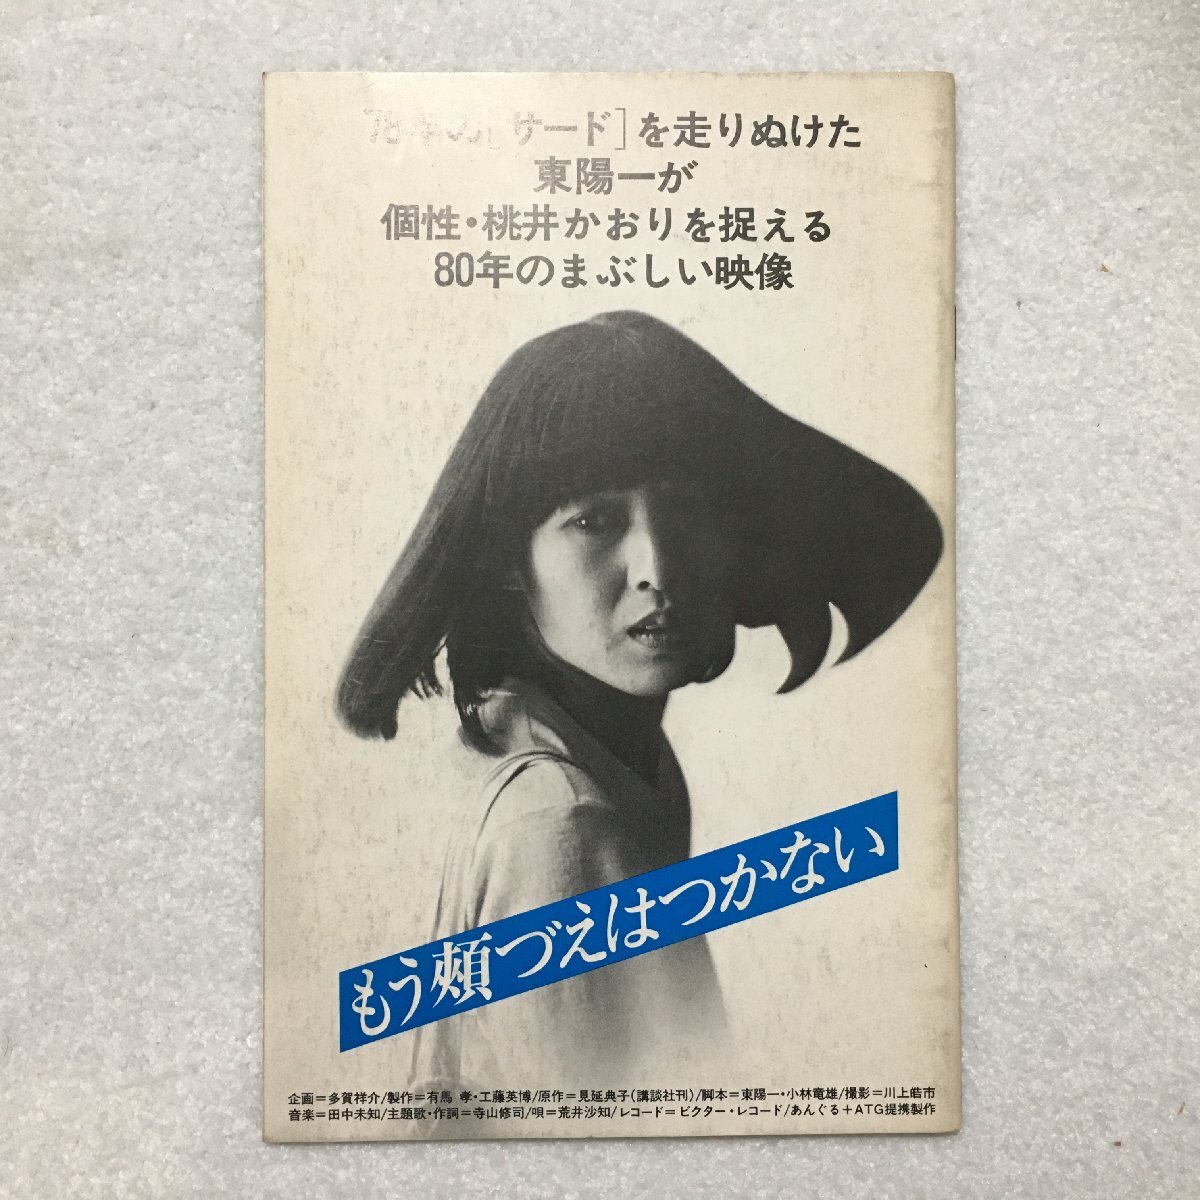 '78年の[サード]を走りぬけた
東陽一が
個性・桃井かおりを捉える
80年のまぶしい映像
もう頬づえはつかない
企画=多賀祥介/製作=有馬 孝・工藤英博/原作=見延典子(講談社刊)/脚本=東陽一・小林竜雄/撮影=川上皓市
音楽=田中未知/主題歌・作詞=寺山修司/唄=荒井沙知/レコード=ビクター・レコード/あんぐる+ATG提携製作